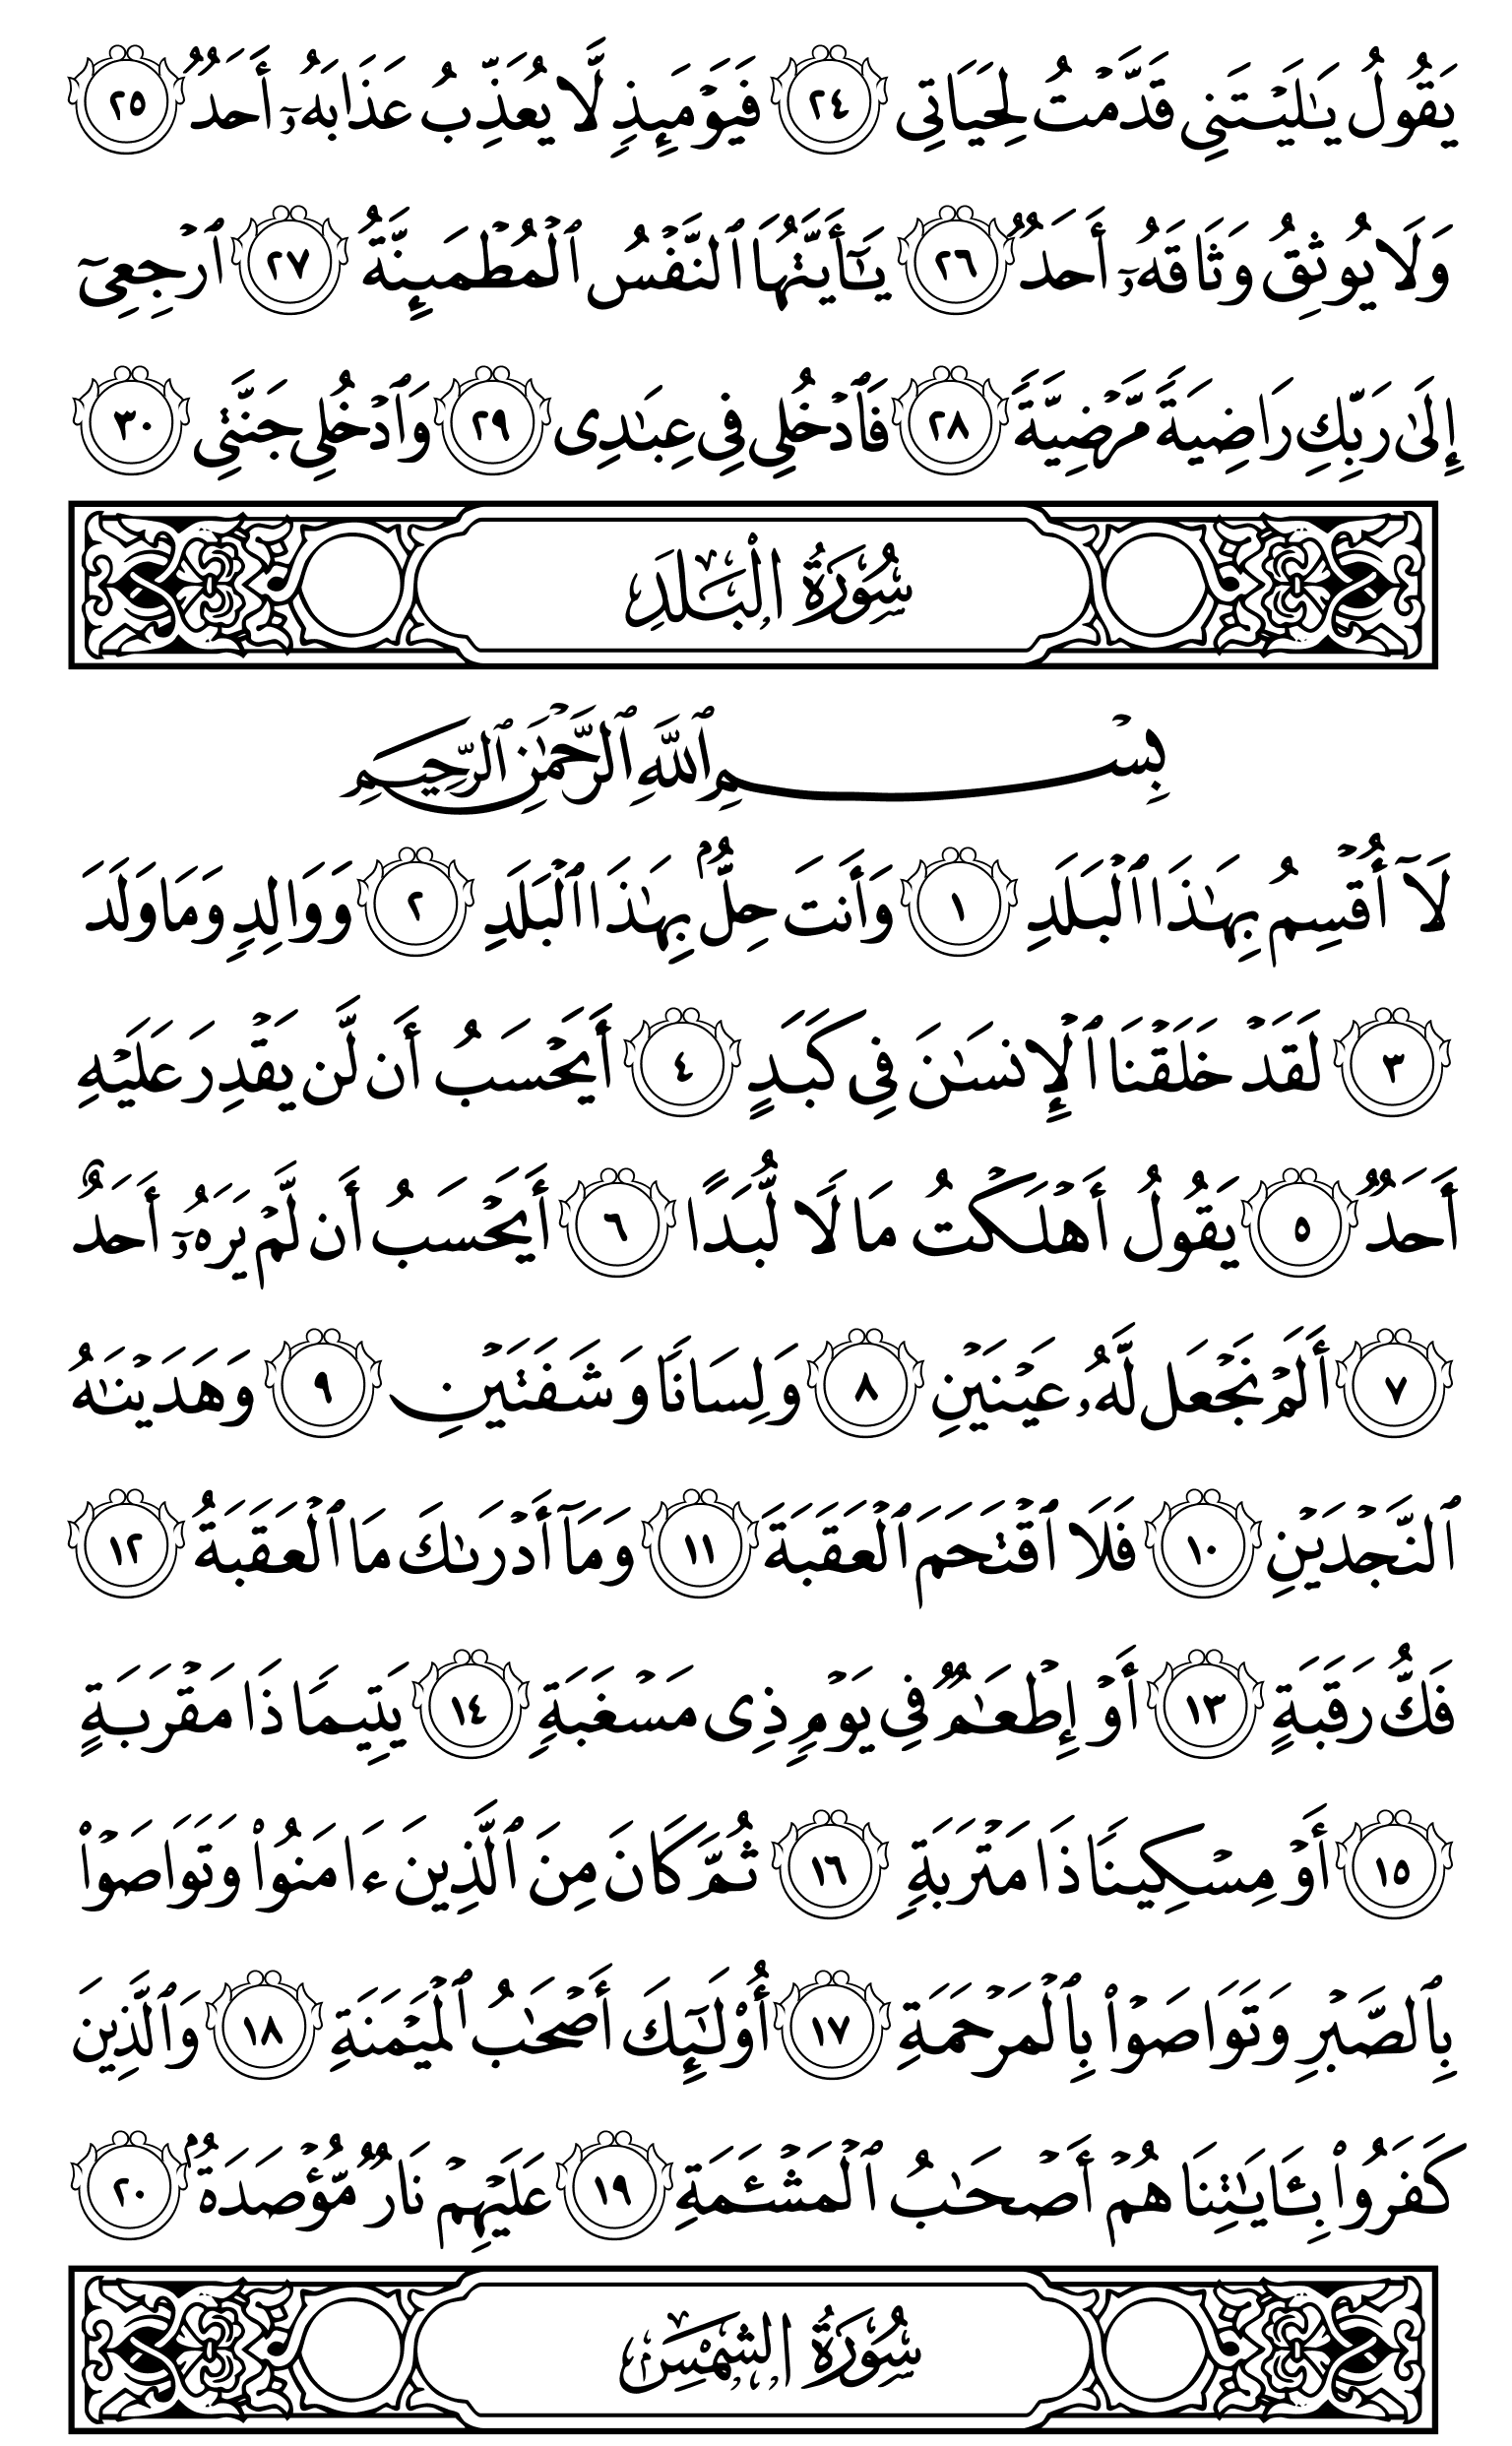 يَقُولُ يَٰلَيۡتَنِي قَدَّمۡتُ لِحَيَاتِي ٢٤ فَيَوۡمَئِذٖ لَّا يُعَذِّبُ عَذَابَهُۥٓ أَحَدٞ ٢٥
وَلَا يُوثِقُ وَثَاقَهُۥٓ أَحَدٞ ٢٦ يَٰٓأَيَّتُهَا ٱلنَّفۡسُ ٱلۡمُطۡمَئِنَّةُ ٢٧ ٱرۡجِعِيٓ
إِلَىٰ رَبِّكِ رَاضِيَةٗ مَّرۡضِيَّةٗ ٢٨ فَٱدۡخُلِي فِي عِبَٰدِي ٢٩ وَٱدۡخُلِي جَنَّتِي ٣٠
سُورَةُ البَلَدِ
بِسۡمِ ٱللَّهِ ٱلرَّحۡمَٰنِ ٱلرَّحِيمِ
لَآ أُقۡسِمُ بِهَٰذَا ٱلۡبَلَدِ ١ وَأَنتَ حِلُّۢ بِهَٰذَا ٱلۡبَلَدِ ٢ وَوَالِدٖ وَمَا وَلَدَ
٣ لَقَدۡ خَلَقۡنَا ٱلۡإِنسَٰنَ فِي كَبَدٍ ٤ أَيَحۡسَبُ أَن لَّن يَقۡدِرَ عَلَيۡهِ
أَحَدٞ ٥ يَقُولُ أَهۡلَكۡتُ مَالٗا لُّبَدًا ٦ أَيَحۡسَبُ أَن لَّمۡ يَرَهُۥٓ أَحَدٌ
٧ أَلَمۡ نَجۡعَل لَّهُۥ عَيۡنَيۡنِ ٨ وَلِسَانٗا وَشَفَتَيۡنِ ٩ وَهَدَيۡنَٰهُ
ٱلنَّجۡدَيۡنِ ١٠ فَلَا ٱقۡتَحَمَ ٱلۡعَقَبَةَ ١١ وَمَآ أَدۡرَىٰكَ مَا ٱلۡعَقَبَةُ ١٢
فَكُّ رَقَبَةٍ ١٣ أَوۡ إِطۡعَٰمٞ فِي يَوۡمٖ ذِي مَسۡغَبَةٖ ١٤ يَتِيمٗا ذَا مَقۡرَبَةٍ
١٥ أَوۡ مِسۡكِينٗا ذَا مَتۡرَبَةٖ ١٦ ثُمَّ كَانَ مِنَ ٱلَّذِينَ ءَامَنُواْ وَتَوَاصَوۡاْ
بِٱلصَّبۡرِ وَتَوَاصَوۡاْ بِٱلۡمَرۡحَمَةِ ١٧ أُوْلَٰٓئِكَ أَصۡحَٰبُ ٱلۡمَيۡمَنَةِ ١٨ وَٱلَّذِينَ
كَفَرُواْ بِـَٔايَٰتِنَا هُمۡ أَصۡحَٰبُ ٱلۡمَشۡـَٔمَةِ ١٩ عَلَيۡهِمۡ نَارٞ مُّؤۡصَدَةُۢ ٢٠
سُورَةُ الشَّمۡسِ